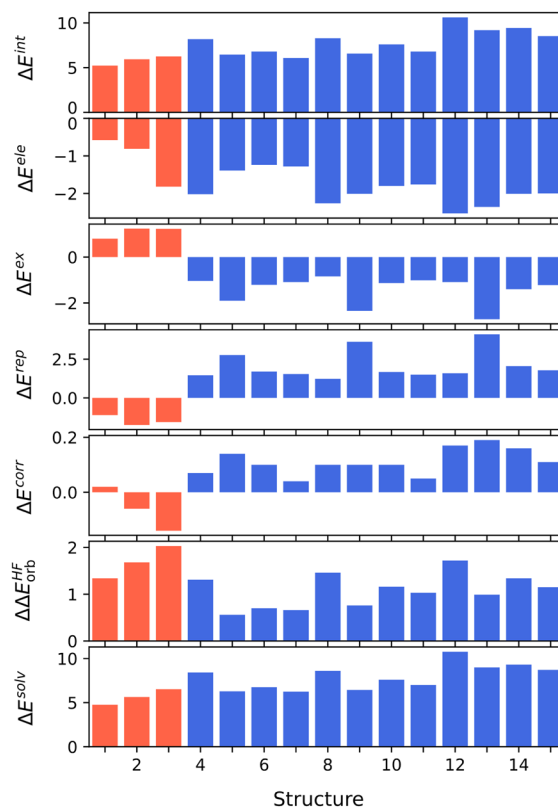 ΔE^int
10
5
0
ΔE^ele
0
−1
−2
ΔE^ex
0
−2
ΔE^rep
2.5
0.0
ΔE^corr
0.2
0.0
ΔΔE^HF_orb
2
1
0
ΔE^solv
10
5
0
2 4 6 8 10 12 14
Structure